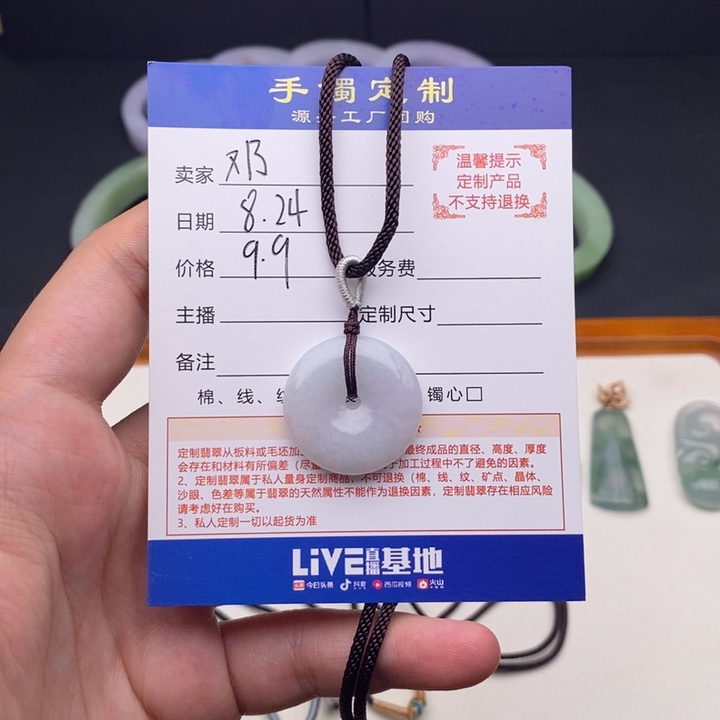 手镯定制
源头工厂团购
温馨提示
定制产品
不支持退换
卖家 邓
日期 8.24
价格 9.9
服务费
主播
定制尺寸
备注
棉、线、纹
镯心□
定制翡翠从板料或毛坯加
最终成品的直径、高度、厚度
会存在和材料有所偏差（尽
于加工过程中不了避免的因素。
2、定制翡翠属于私人量身定制商品，不可退换（棉、线、纹、矿点、晶体、
沙眼、色差等属于翡翠的天然属性不能作为退换因素，定制翡翠存在相应风险
请考虑好在购买。
3、私人定制一切以起货为准
LiVE直播基地
今日头条 抖音 西瓜视频 火山